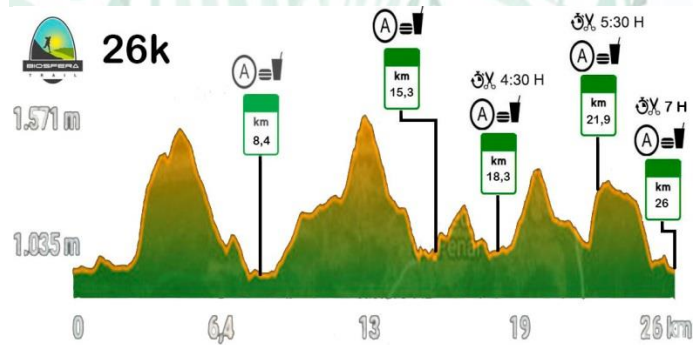 BIOSFERA
TRAIL
26k
A
km
8,4
A
km
15,3
4:30 H
A
km
18,3
5:30 H
A
km
21,9
7 H
A
km
26
1.571 m
1.035 m
0
6,4
13
19
26 km